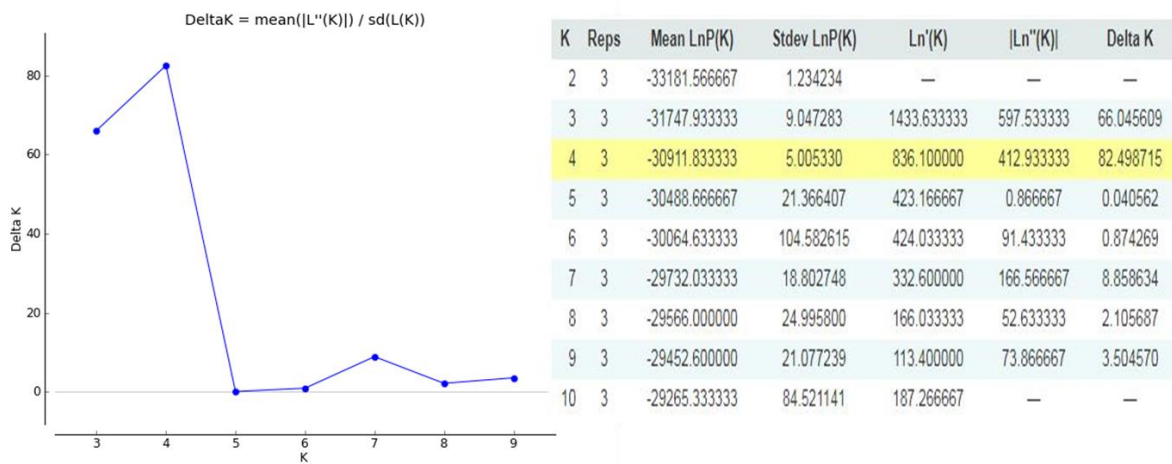 DeltaK = mean(|L''(K)|) / sd(L(K))
80
60
40
20
0
Delta K
3 4 5 6 7 8 9
K
K Reps Mean LnP(K) Stdev LnP(K) Ln'(K) |Ln''(K)| Delta K
2 3 -33181.566667 1.234234 — — —
3 3 -31747.933333 9.047283 1433.633333 597.533333 66.045609
4 3 -30911.833333 5.005330 836.100000 412.933333 82.498715
5 3 -30488.666667 21.366407 423.166667 0.866667 0.040562
6 3 -30064.633333 104.582615 424.033333 91.433333 0.874269
7 3 -29732.033333 18.802748 332.600000 166.566667 8.858634
8 3 -29566.000000 24.995800 166.033333 52.633333 2.105687
9 3 -29452.600000 21.077239 113.400000 73.866667 3.504570
10 3 -29265.333333 84.521141 187.266667 — —